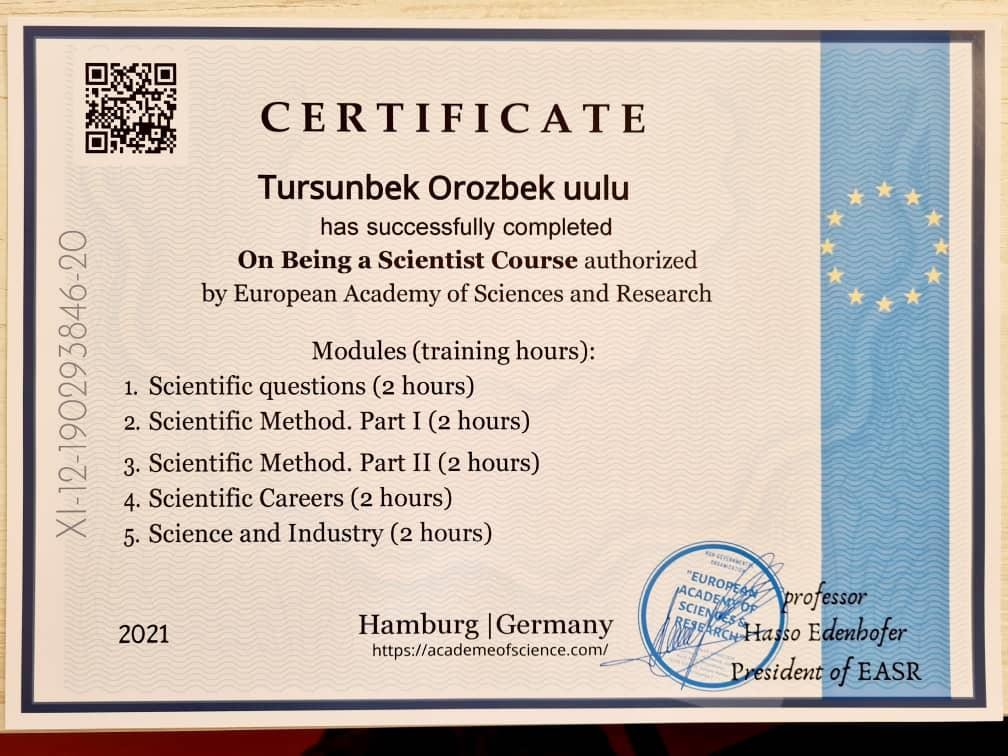 CERTIFICATE
Tursunbek Orozbek uulu
has successfully completed
On Being a Scientist Course authorized
by European Academy of Sciences and Research
XI-12-190293846-20
Modules (training hours):
1. Scientific questions (2 hours)
2. Scientific Method. Part I (2 hours)
3. Scientific Method. Part II (2 hours)
4. Scientific Careers (2 hours)
5. Science and Industry (2 hours)
"EUROPEAN
ACADEMY OF
SCIENCES &
RESEARCH"
2021
Hamburg |Germany
https://academeofscience.com/
professor
Hasso Edenhofer
President of EASR